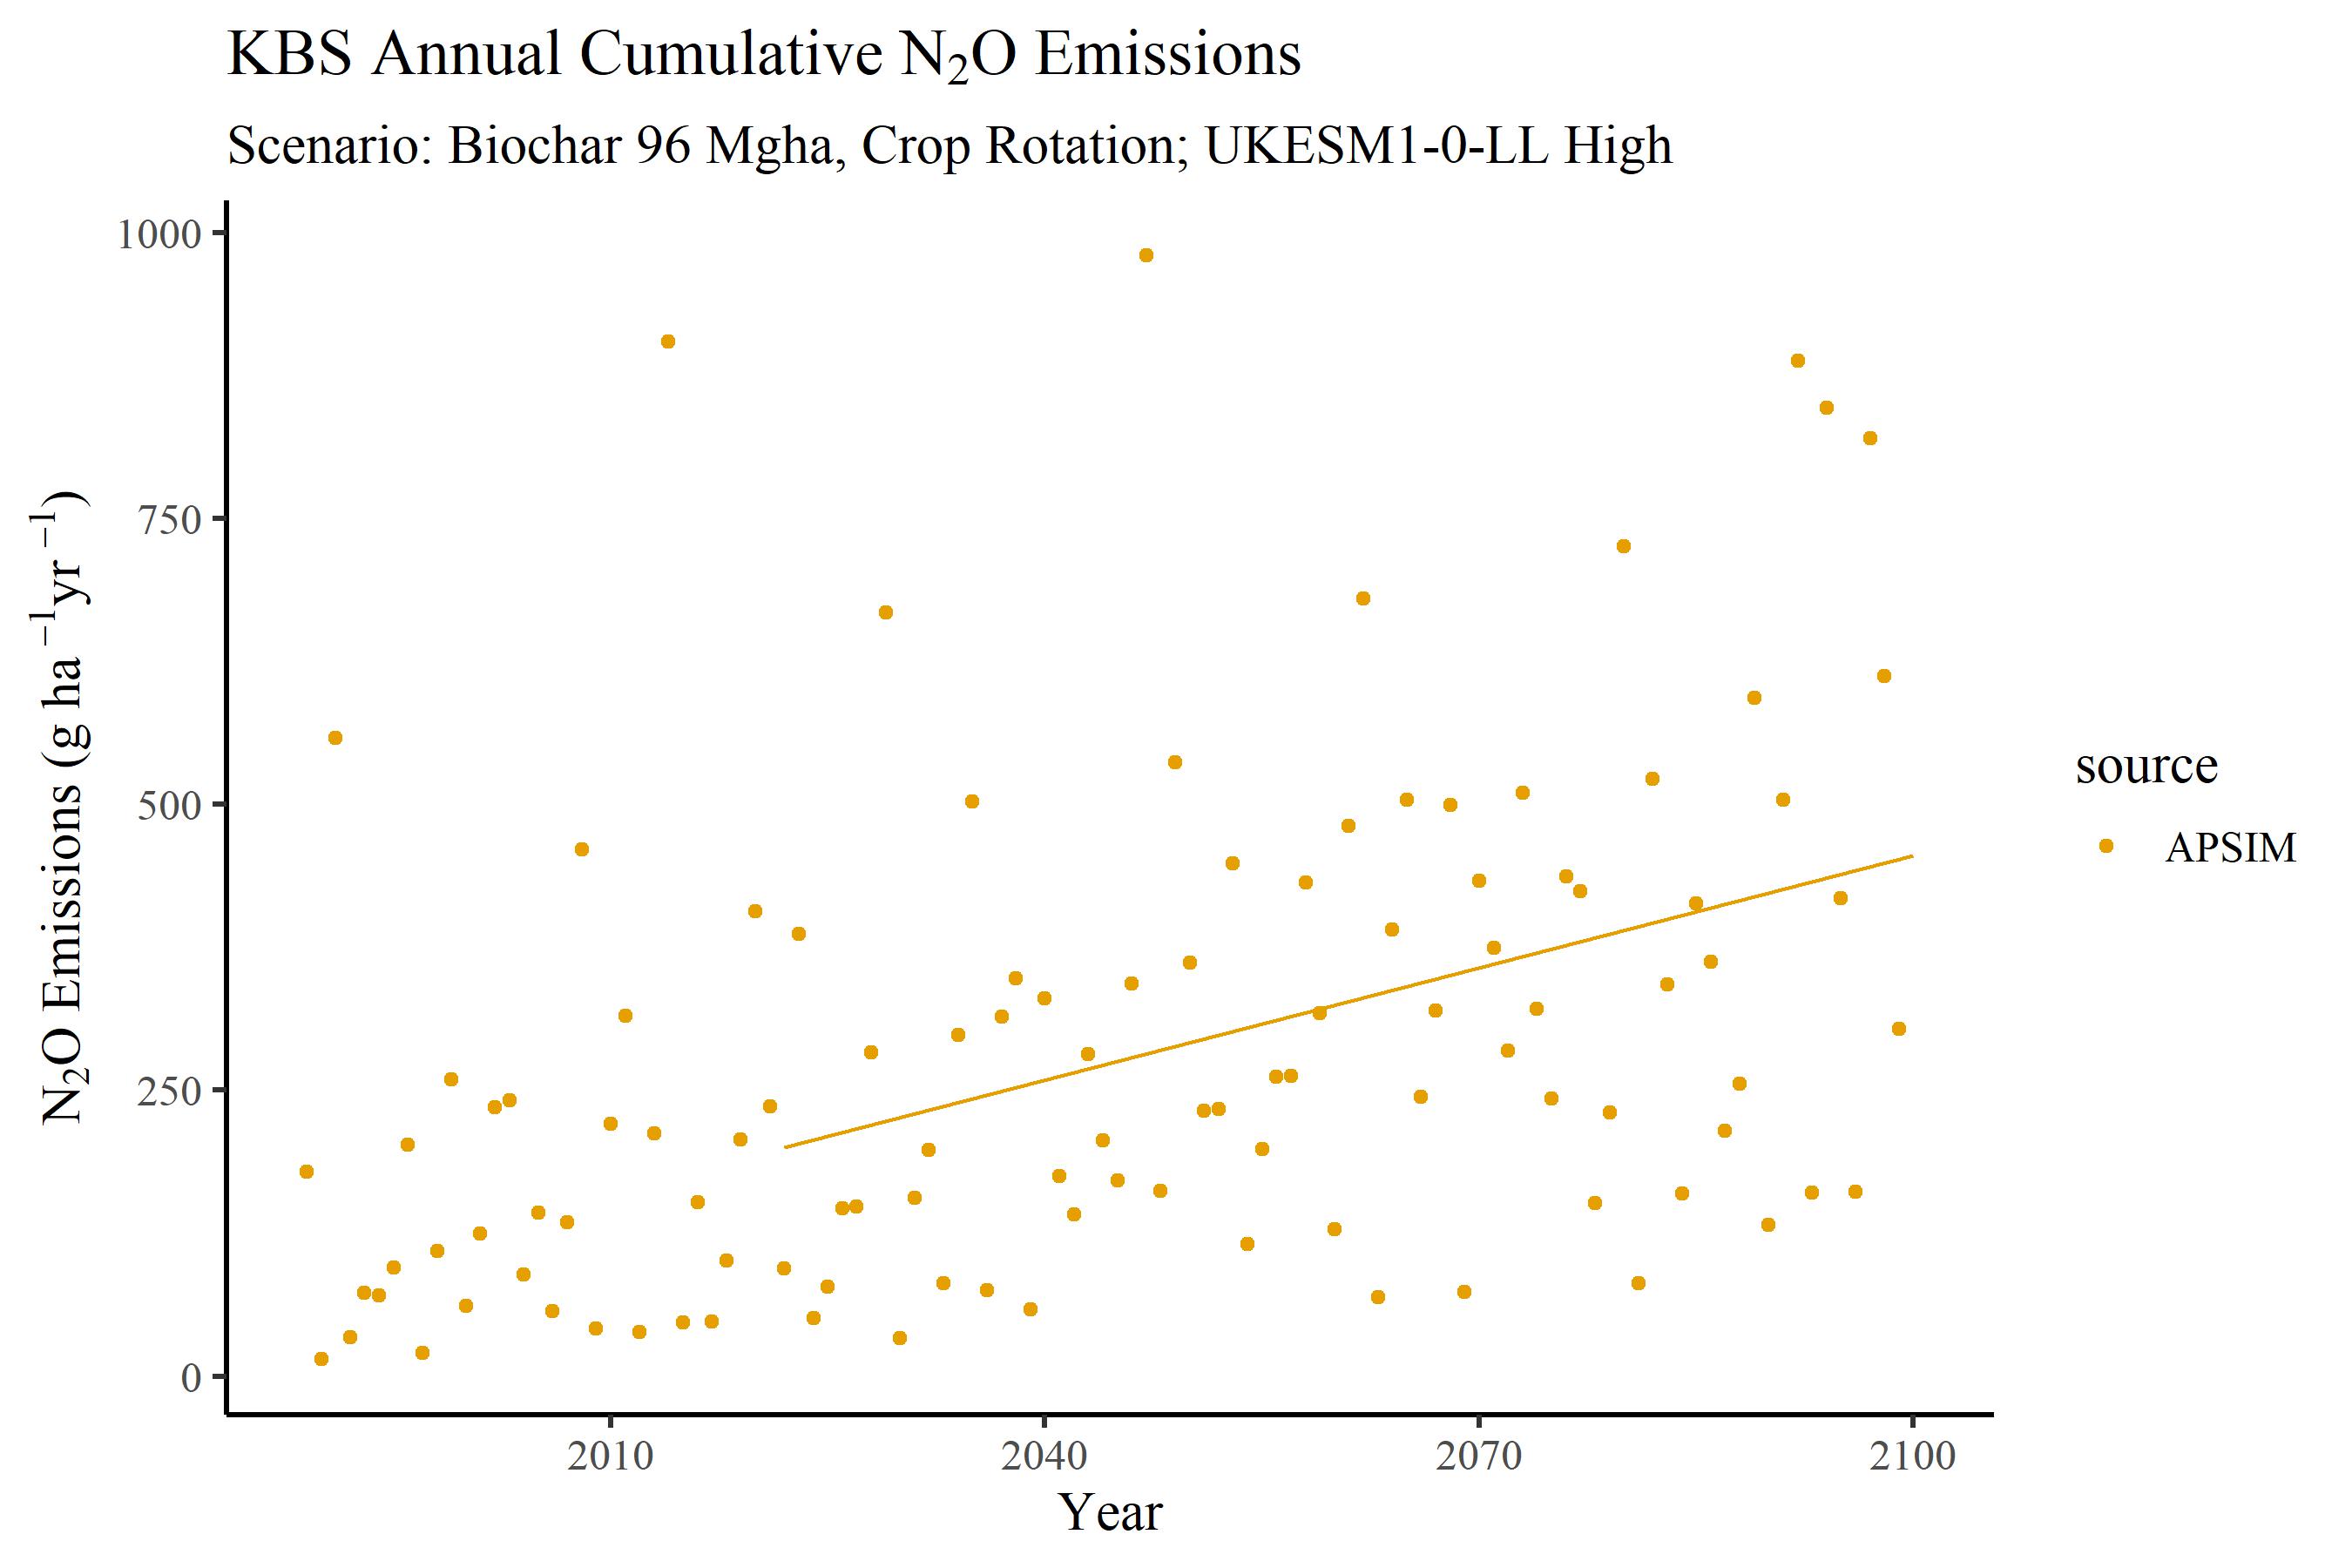 KBS Annual Cumulative N₂O Emissions
Scenario: Biochar 96 Mgha, Crop Rotation; UKESM1-0-LL High
N₂O Emissions (g ha ⁻¹yr ⁻¹)
1000
750
500
250
0
2010 2040 2070 2100
Year
source
APSIM